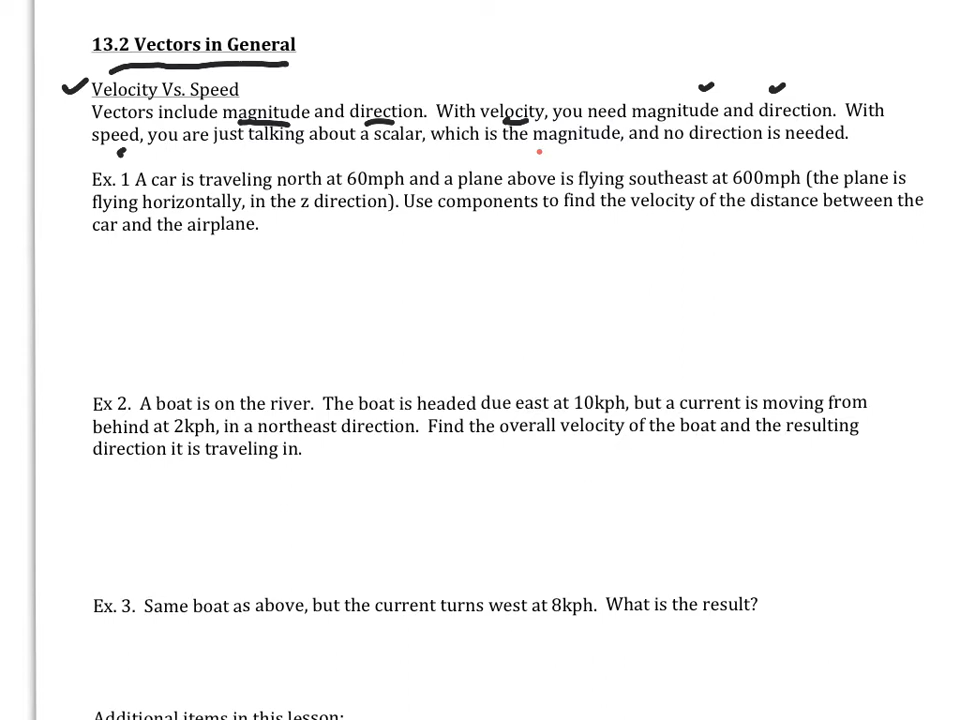 13.2 Vectors in General
Velocity Vs. Speed
Vectors include magnitude and direction.  With velocity, you need magnitude and direction.  With
speed, you are just talking about a scalar, which is the magnitude, and no direction is needed.
Ex. 1 A car is traveling north at 60mph and a plane above is flying southeast at 600mph (the plane is
flying horizontally, in the z direction). Use components to find the velocity of the distance between the
car and the airplane.
Ex 2.  A boat is on the river.  The boat is headed due east at 10kph, but a current is moving from
behind at 2kph, in a northeast direction.  Find the overall velocity of the boat and the resulting
direction it is traveling in.
Ex. 3.  Same boat as above, but the current turns west at 8kph.  What is the result?
Additional items in this lesson: